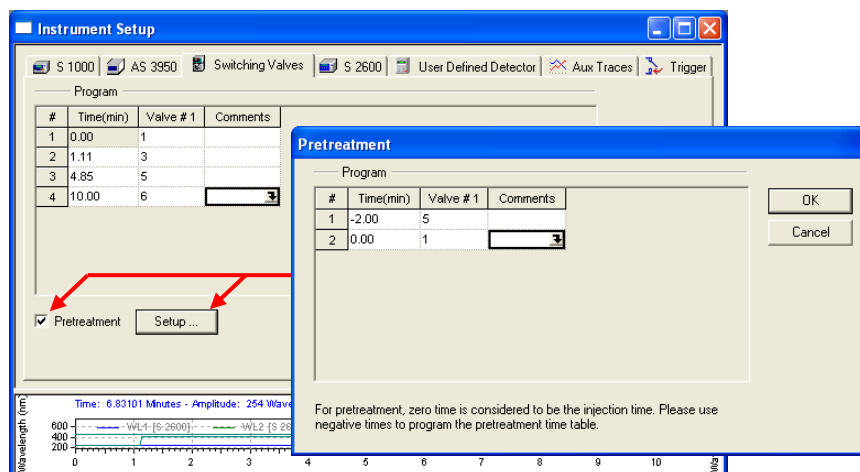 Instrument Setup
S 1000 AS 3950 Switching Valves S 2600 User Defined Detector Aux Traces Trigger
Program
# Time(min) Valve # 1 Comments
1 0.00 1
2 1.11 3
3 4.85 5
4 10.00 6
Pretreatment Setup ...
Pretreatment
Program
# Time(min) Valve # 1 Comments
1 -2.00 5
2 0.00 1
OK
Cancel
For pretreatment, zero time is considered to be the injection time. Please use
negative times to program the pretreatment time table.
Time: 6.83101 Minutes - Amplitude: 254 Wave
WL1 [S 2600] WL2 [S 26
Wavelength (nm)
600
400
200
0 1 2 3 4 5 6 7 8 9 10